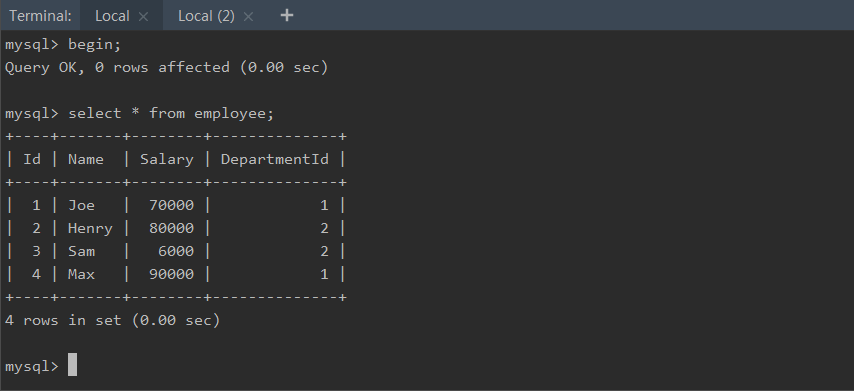 Terminal: Local × Local (2) × +
mysql> begin;
Query OK, 0 rows affected (0.00 sec)
mysql> select * from employee;
+----+-------+--------+--------------+
| Id | Name  | Salary | DepartmentId |
+----+-------+--------+--------------+
|  1 | Joe   |  70000 |            1 |
|  2 | Henry |  80000 |            2 |
|  3 | Sam   |   6000 |            2 |
|  4 | Max   |  90000 |            1 |
+----+-------+--------+--------------+
4 rows in set (0.00 sec)
mysql>